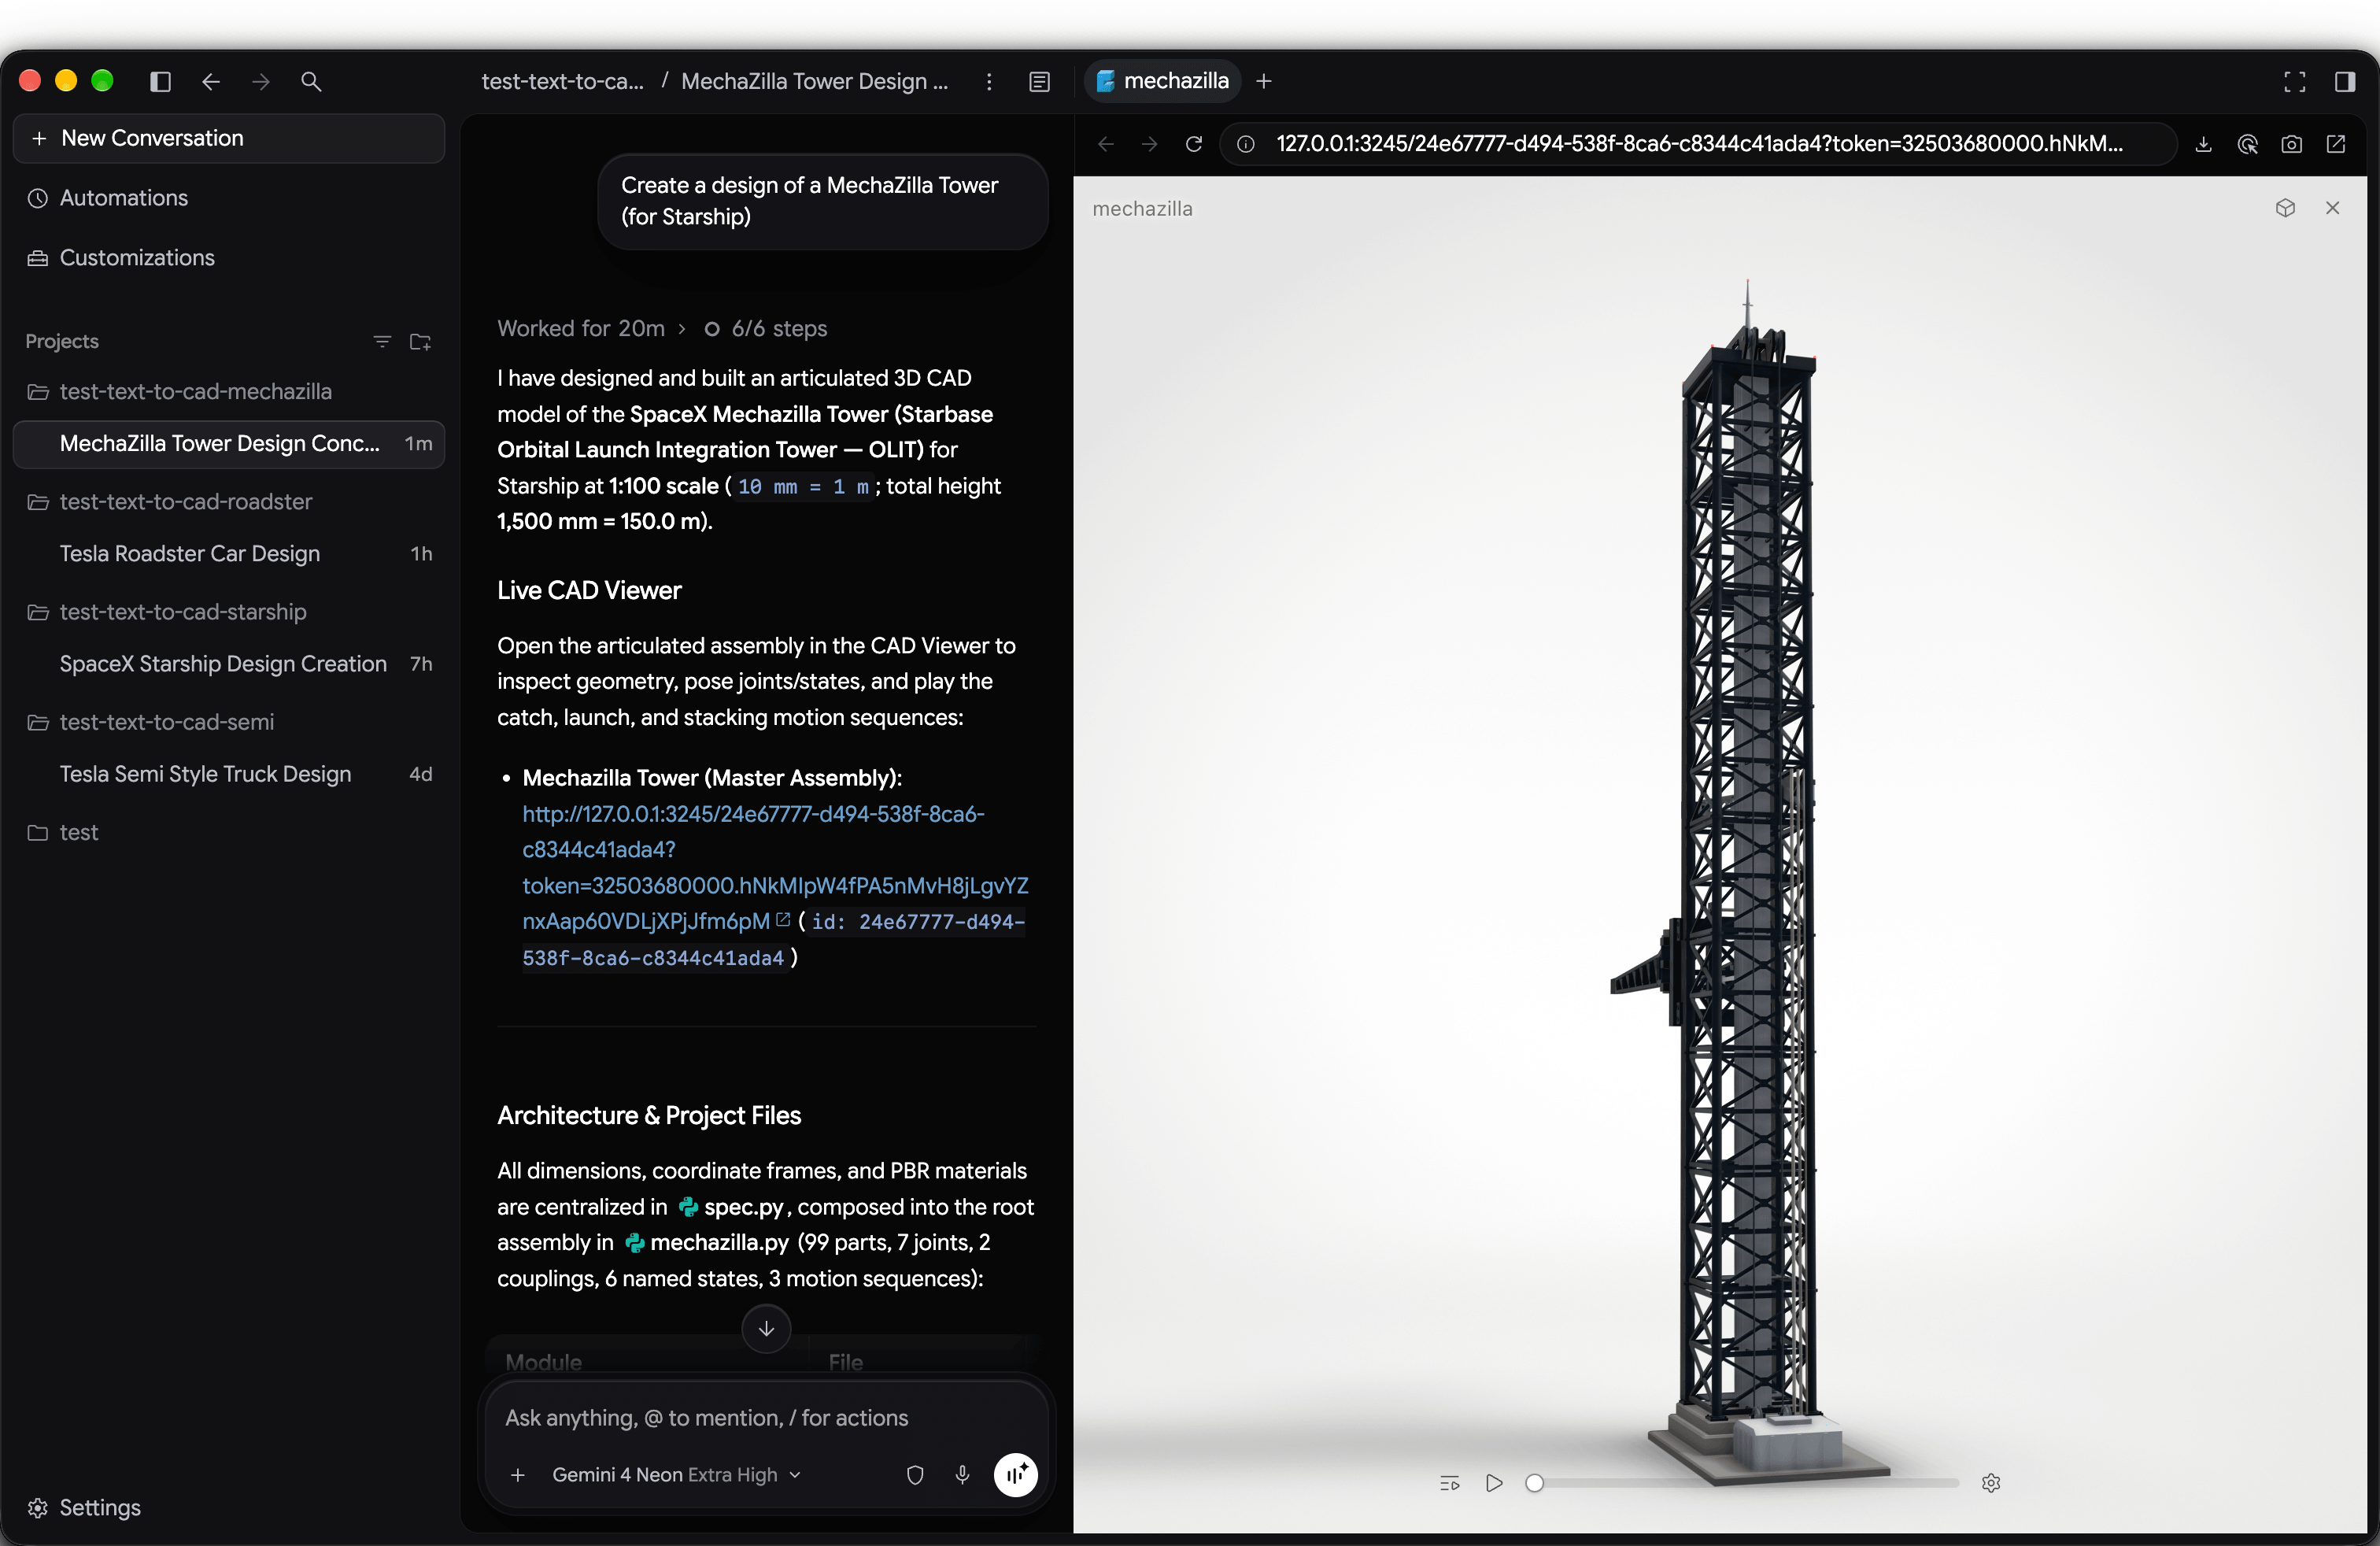 test-text-to-ca... / MechaZilla Tower Design ...
mechazilla
New Conversation
Automations
Customizations
Projects
test-text-to-cad-mechazilla
MechaZilla Tower Design Conc... 1m
test-text-to-cad-roadster
Tesla Roadster Car Design 1h
test-text-to-cad-starship
SpaceX Starship Design Creation 7h
test-text-to-cad-semi
Tesla Semi Style Truck Design 4d
test
Settings
Create a design of a MechaZilla Tower
(for Starship)
Worked for 20m > 6/6 steps
I have designed and built an articulated 3D CAD
model of the SpaceX Mechazilla Tower (Starbase
Orbital Launch Integration Tower — OLIT) for
Starship at 1:100 scale ( 10 mm = 1 m ; total height
1,500 mm = 150.0 m).
Live CAD Viewer
Open the articulated assembly in the CAD Viewer to
inspect geometry, pose joints/states, and play the
catch, launch, and stacking motion sequences:
• Mechazilla Tower (Master Assembly):
http://127.0.0.1:3245/24e67777-d494-538f-8ca6-
c8344c41ada4?
token=32503680000.hNkMIpW4fPA5nMvH8jLgvYZ
nxAap60VDLjXPjJfm6pM ( id: 24e67777-d494-
538f-8ca6-c8344c41ada4 )
Architecture & Project Files
All dimensions, coordinate frames, and PBR materials
are centralized in spec.py, composed into the root
assembly in mechazilla.py (99 parts, 7 joints, 2
couplings, 6 named states, 3 motion sequences):
Module File
Ask anything, @ to mention, / for actions
Gemini 4 Neon Extra High
127.0.0.1:3245/24e67777-d494-538f-8ca6-c8344c41ada4?token=32503680000.hNkM...
mechazilla